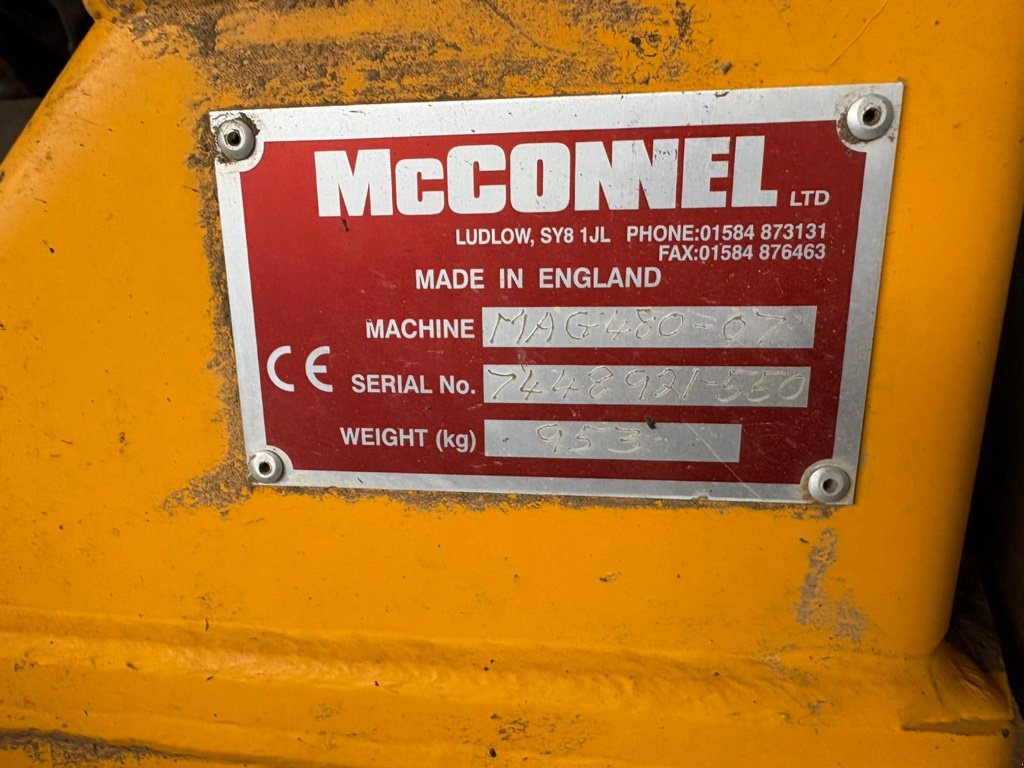 McCONNEL LTD
LUDLOW, SY8 1JL PHONE:01584 873131
FAX:01584 876463
MADE IN ENGLAND
MACHINE MAG480-07
CE SERIAL No. 7448921-550
WEIGHT (kg) 953